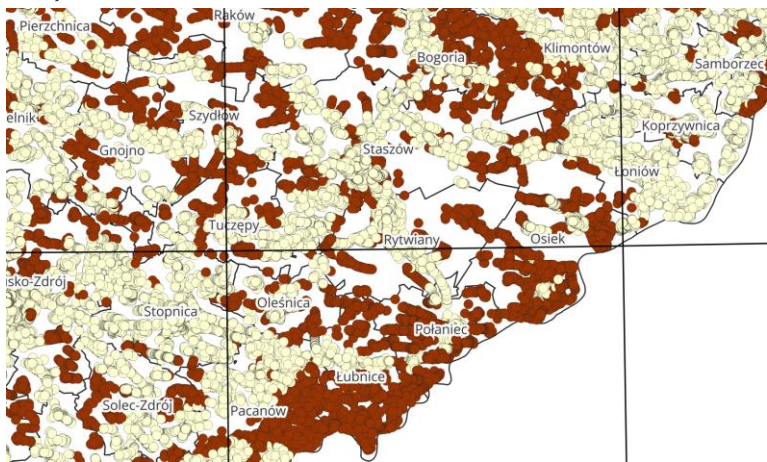 Pierzchnica
Raków
Bogoria
Klimontów
Samborzec
elnik
Szydłów
Koprzywnica
Gnojno
Staszów
Łoniów
Tuczępy
Rytwiany
Osiek
sko-Zdrój
Stopnica
Oleśnica
Połaniec
Łubnice
Solec-Zdrój
Pacanów